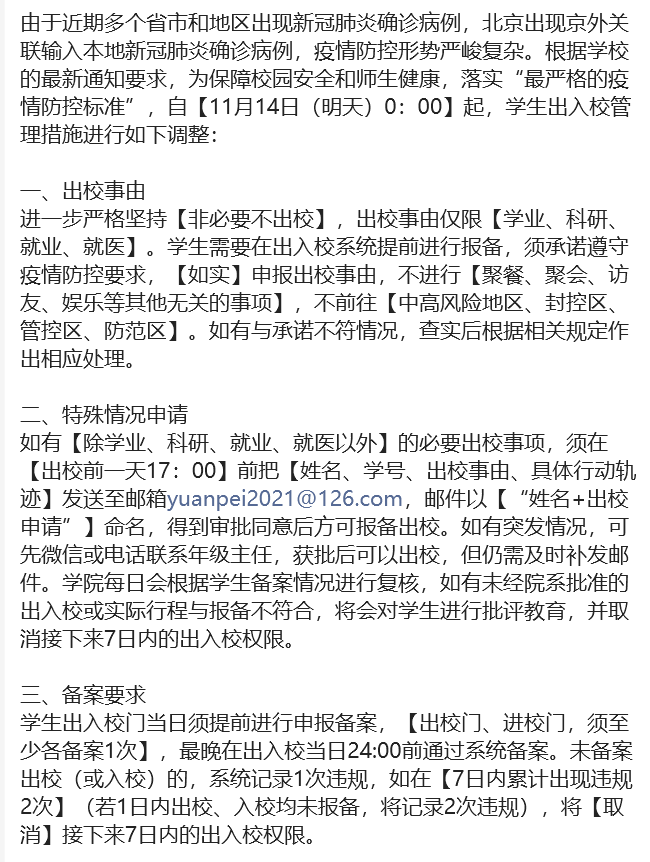 由于近期多个省市和地区出现新冠肺炎确诊病例，北京出现京外关
联输入本地新冠肺炎确诊病例，疫情防控形势严峻复杂。根据学校
的最新通知要求，为保障校园安全和师生健康，落实“最严格的疫
情防控标准”，自【11月14日（明天）0：00】起，学生出入校管
理措施进行如下调整：
一、出校事由
进一步严格坚持【非必要不出校】，出校事由仅限【学业、科研、
就业、就医】。学生需要在出入校系统提前进行报备，须承诺遵守
疫情防控要求，【如实】申报出校事由，不进行【聚餐、聚会、访
友、娱乐等其他无关的事项】，不前往【中高风险地区、封控区、
管控区、防范区】。如有与承诺不符情况，查实后根据相关规定作
出相应处理。
二、特殊情况申请
如有【除学业、科研、就业、就医以外】的必要出校事项，须在
【出校前一天17：00】前把【姓名、学号、出校事由、具体行动轨
迹】发送至邮箱yuanpei2021@126.com，邮件以【“姓名+出校
申请”】命名，得到审批同意后方可报备出校。如有突发情况，可
先微信或电话联系年级主任，获批后可以出校，但仍需及时补发邮
件。学院每日会根据学生备案情况进行复核，如有未经院系批准的
出入校或实际行程与报备不符合，将会对学生进行批评教育，并取
消接下来7日内的出入校权限。
三、备案要求
学生出入校门当日须提前进行申报备案，【出校门、进校门，须至
少各备案1次】，最晚在出入校当日24:00前通过系统备案。未备案
出校（或入校）的，系统记录1次违规，如在【7日内累计出现违规
2次】（若1日内出校、入校均未报备，将记录2次违规），将【取
消】接下来7日内的出入校权限。